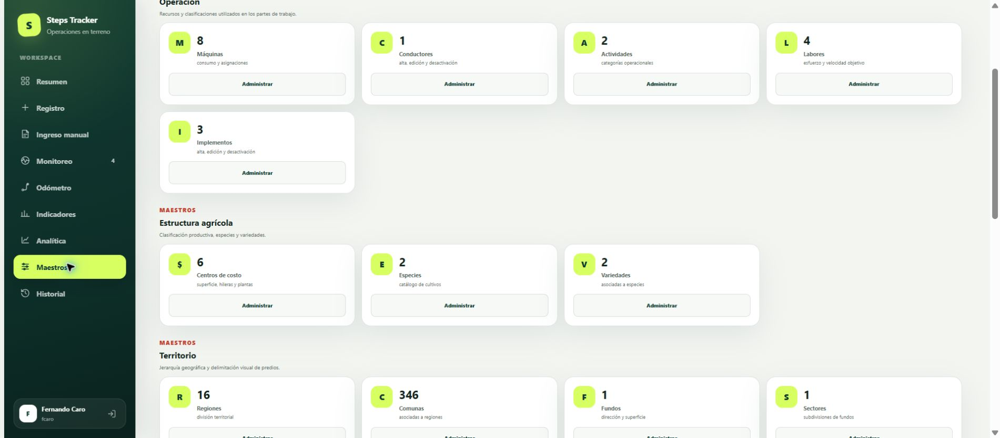 S
Steps Tracker
Operaciones en terreno
WORKSPACE
Resumen
Registro
Ingreso manual
Monitoreo 4
Odómetro
Indicadores
Analítica
Maestros
Historial
F
Fernando Caro
fcaro
Operación
Recursos y clasificaciones utilizados en los partes de trabajo.
M
8
Máquinas
consumo y asignaciones
Administrar
C
1
Conductores
alta, edición y desactivación
Administrar
A
2
Actividades
categorías operacionales
Administrar
L
4
Labores
esfuerzo y velocidad objetivo
Administrar
I
3
Implementos
alta, edición y desactivación
Administrar
MAESTROS
Estructura agrícola
Clasificación productiva, especies y variedades.
$
6
Centros de costo
superficie, hileras y plantas
Administrar
E
2
Especies
catálogo de cultivos
Administrar
V
2
Variedades
asociadas a especies
Administrar
MAESTROS
Territorio
Jerarquía geográfica y delimitación visual de predios.
R
16
Regiones
división territorial
Administrar
C
346
Comunas
asociadas a regiones
Administrar
F
1
Fundos
dirección y superficie
Administrar
S
1
Sectores
subdivisiones de fundos
Administrar